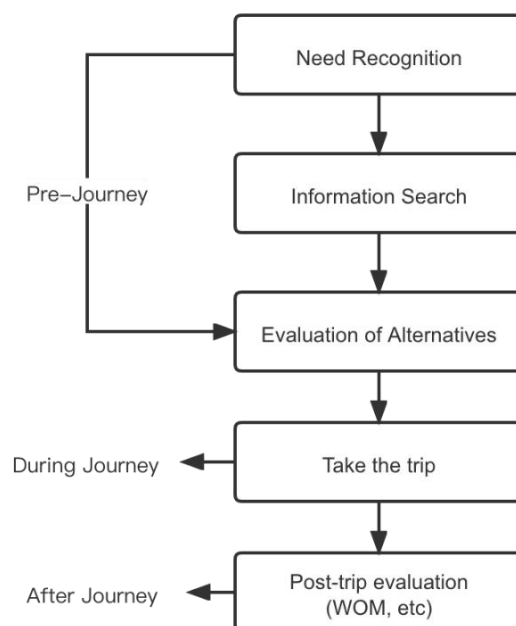 Need Recognition
Pre–Journey
Information Search
Evaluation of Alternatives
During Journey
Take the trip
After Journey
Post-trip evaluation
(WOM, etc)